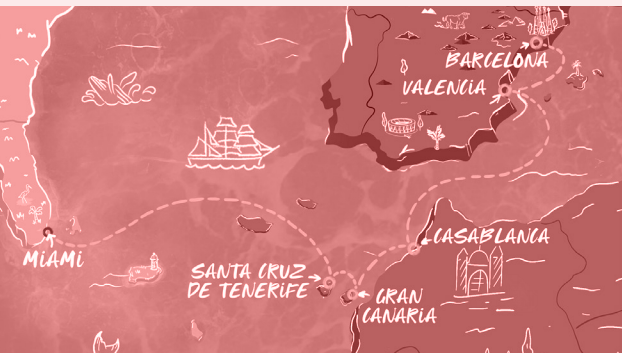 BARCELONA
VALENCIA
CASABLANCA
MIAMI
SANTA CRUZ
DE TENERIFE
GRAN
CANARIA